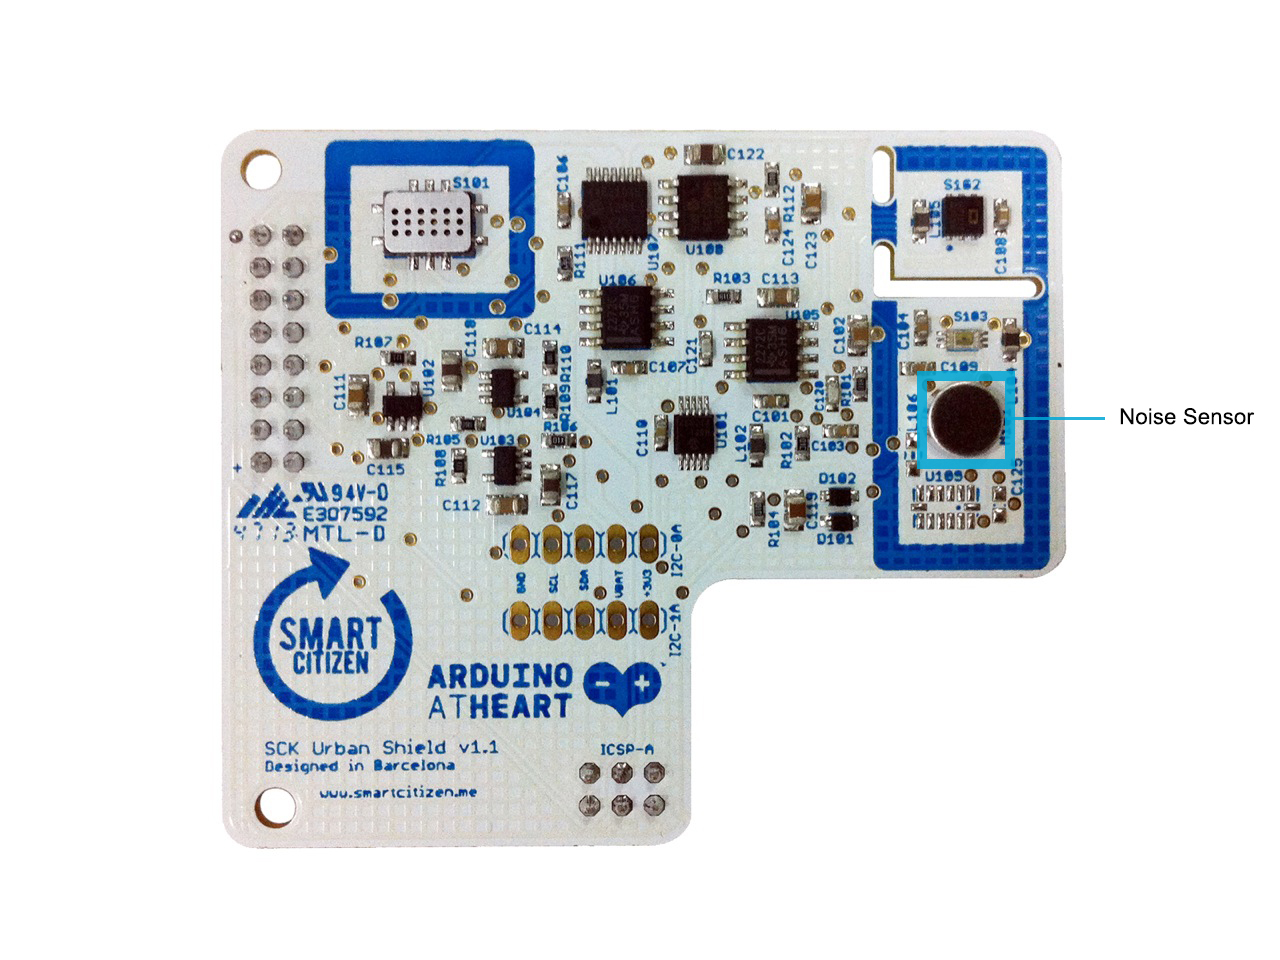 S101
C106
C122
R112
C124
C123
U107
U108
R111
S102
L105
C108
U106
R103
C113
U105
C102
C104
S103
C109
R107
C118
C114
R110
C121
C107
L101
C120
R101
C111
U102
U104
R109
C101
L106
Noise Sensor
R105
U103
R106
C110
U101
L102
R102
C103
C115
R108
C117
U109
C125
94V-0
E307592
MTL-D
C112
R104
C119
D102
D101
I2C-0A
GND
SCL
SDA
VBAT
+3V3
I2C-1A
SMART
CITIZEN
ARDUINO
ATHEART
SCK Urban Shield v1.1
Designed in Barcelona
www.smartcitizen.me
ICSP-A